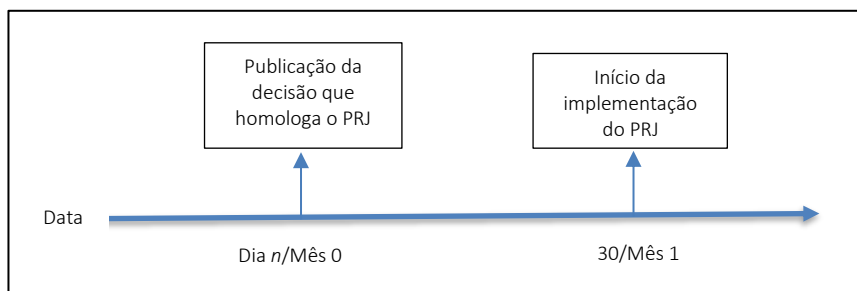 Publicação da
decisão que
homologa o PRJ
Início da
implementação
do PRJ
Data
Dia n/Mês 0
30/Mês 1